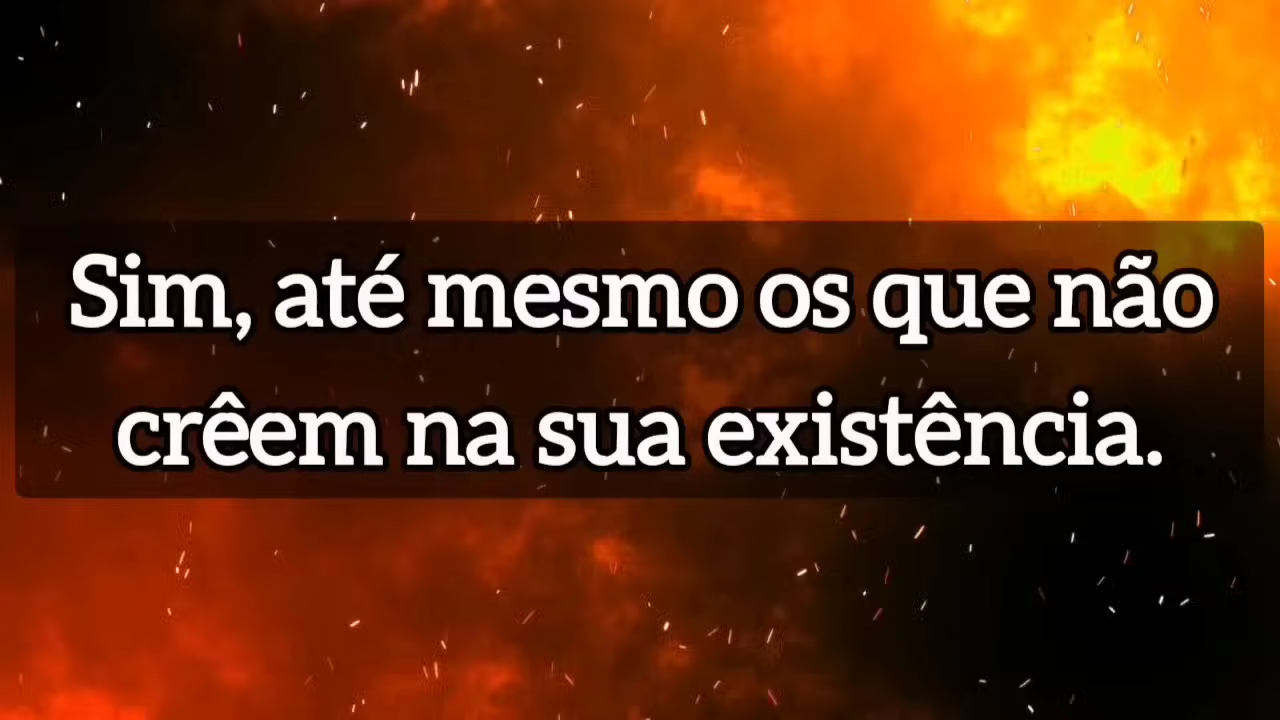 Sim, até mesmo os que não
crêem na sua existência.